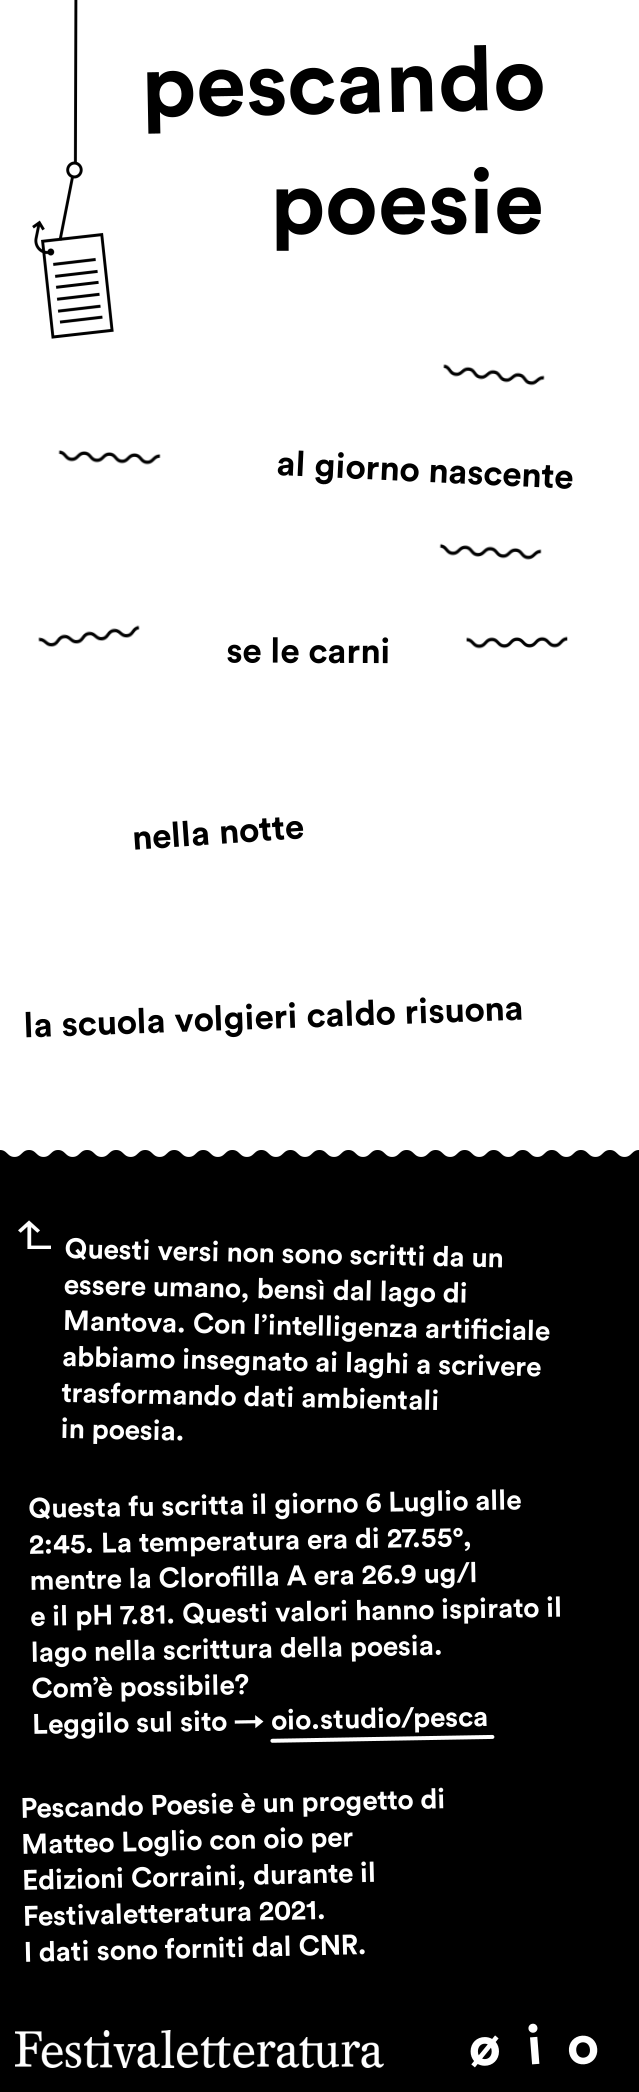 pescando
poesie
al giorno nascente
se le carni
nella notte
la scuola volgieri caldo risuona
Questi versi non sono scritti da un
essere umano, bensì dal lago di
Mantova. Con l'intelligenza artificiale
abbiamo insegnato ai laghi a scrivere
trasformando dati ambientali
in poesia.
Questa fu scritta il giorno 6 Luglio alle
2:45. La temperatura era di 27.55°,
mentre la Clorofilla A era 26.9 ug/l
e il pH 7.81. Questi valori hanno ispirato il
lago nella scrittura della poesia.
Com'è possibile?
Leggilo sul sito → oio.studio/pesca
Pescando Poesie è un progetto di
Matteo Loglio con oio per
Edizioni Corraini, durante il
Festivaletteratura 2021.
I dati sono forniti dal CNR.
Festivaletteratura ø i o